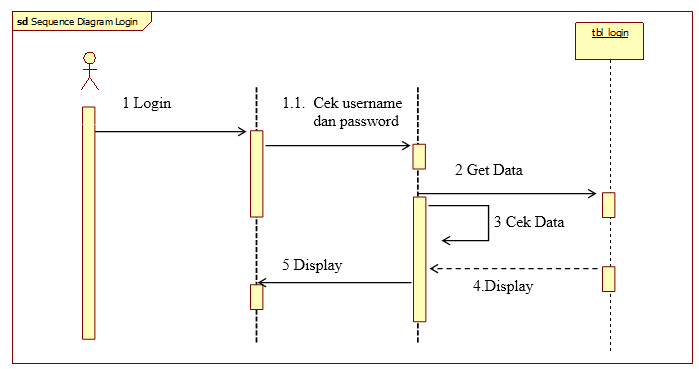 sd Sequence Diagram Login
tbl_login
1 Login
1.1. Cek username
dan password
2 Get Data
3 Cek Data
5 Display
4.Display